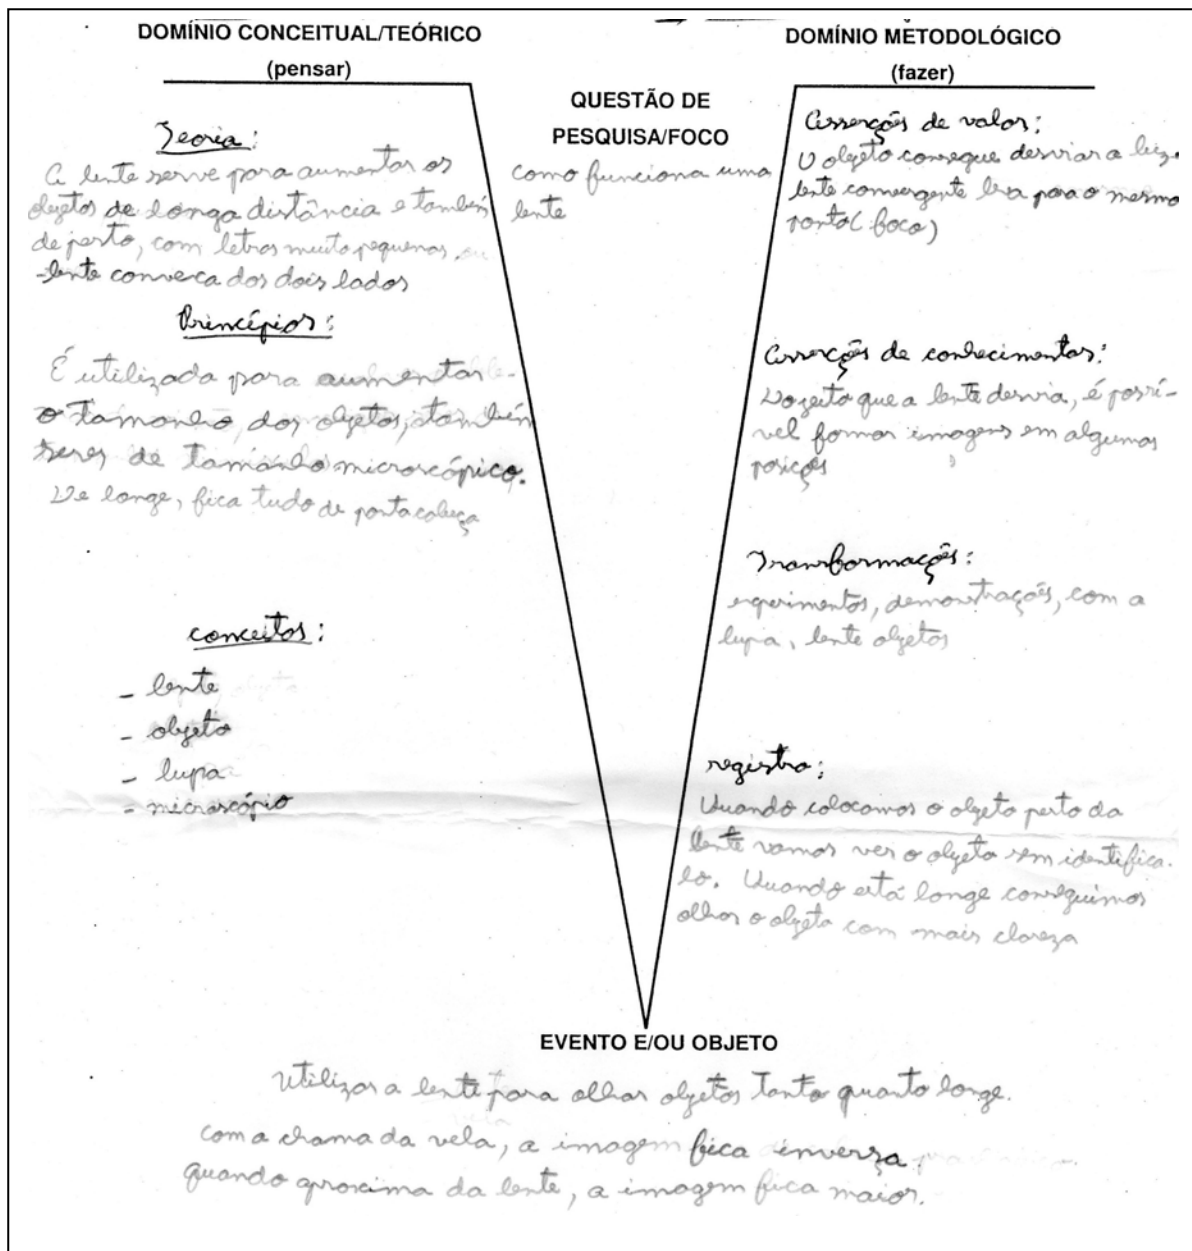 DOMÍNIO CONCEITUAL/TEÓRICO
(pensar)
Teoria:
A lente serve para aumentar os
objetos de longa distância e também
de perto, com letras muito pequenas, ou
-lente convexa dos dois lados
Princépios:
É utilizada para aumentar
o tamanho dos objetos, também
seres de tamanho microscópico.
De longe, fica tudo de ponta cabeça
conceitos:
- lente
- objeto
- lupa
- microscópio
QUESTÃO DE
PESQUISA/FOCO
como funciona uma
lente
DOMÍNIO METODOLÓGICO
(fazer)
Asserções de valor:
O objeto consegue desviar a luz a
lente convergente leva para o mesmo
ponto (foco)
Asserções de conhecimentos:
Do jeito que a lente desvia, é possí-
vel formar imagens em algumas
posições
Transformações:
experimentos, demonstrações, com a
lupa, lente objetos
registro:
Quando colocamos o objeto perto da
lente vamos ver o objeto sem identifica-
lo. Quando está longe conseguimos
olhar o objeto com mais clareza
EVENTO E/OU OBJETO
Utilizar a lente para olhar objetos tanto quanto longe.
com a chama da vela, a imagem fica inversa
quando aproxima da lente, a imagem fica maior.